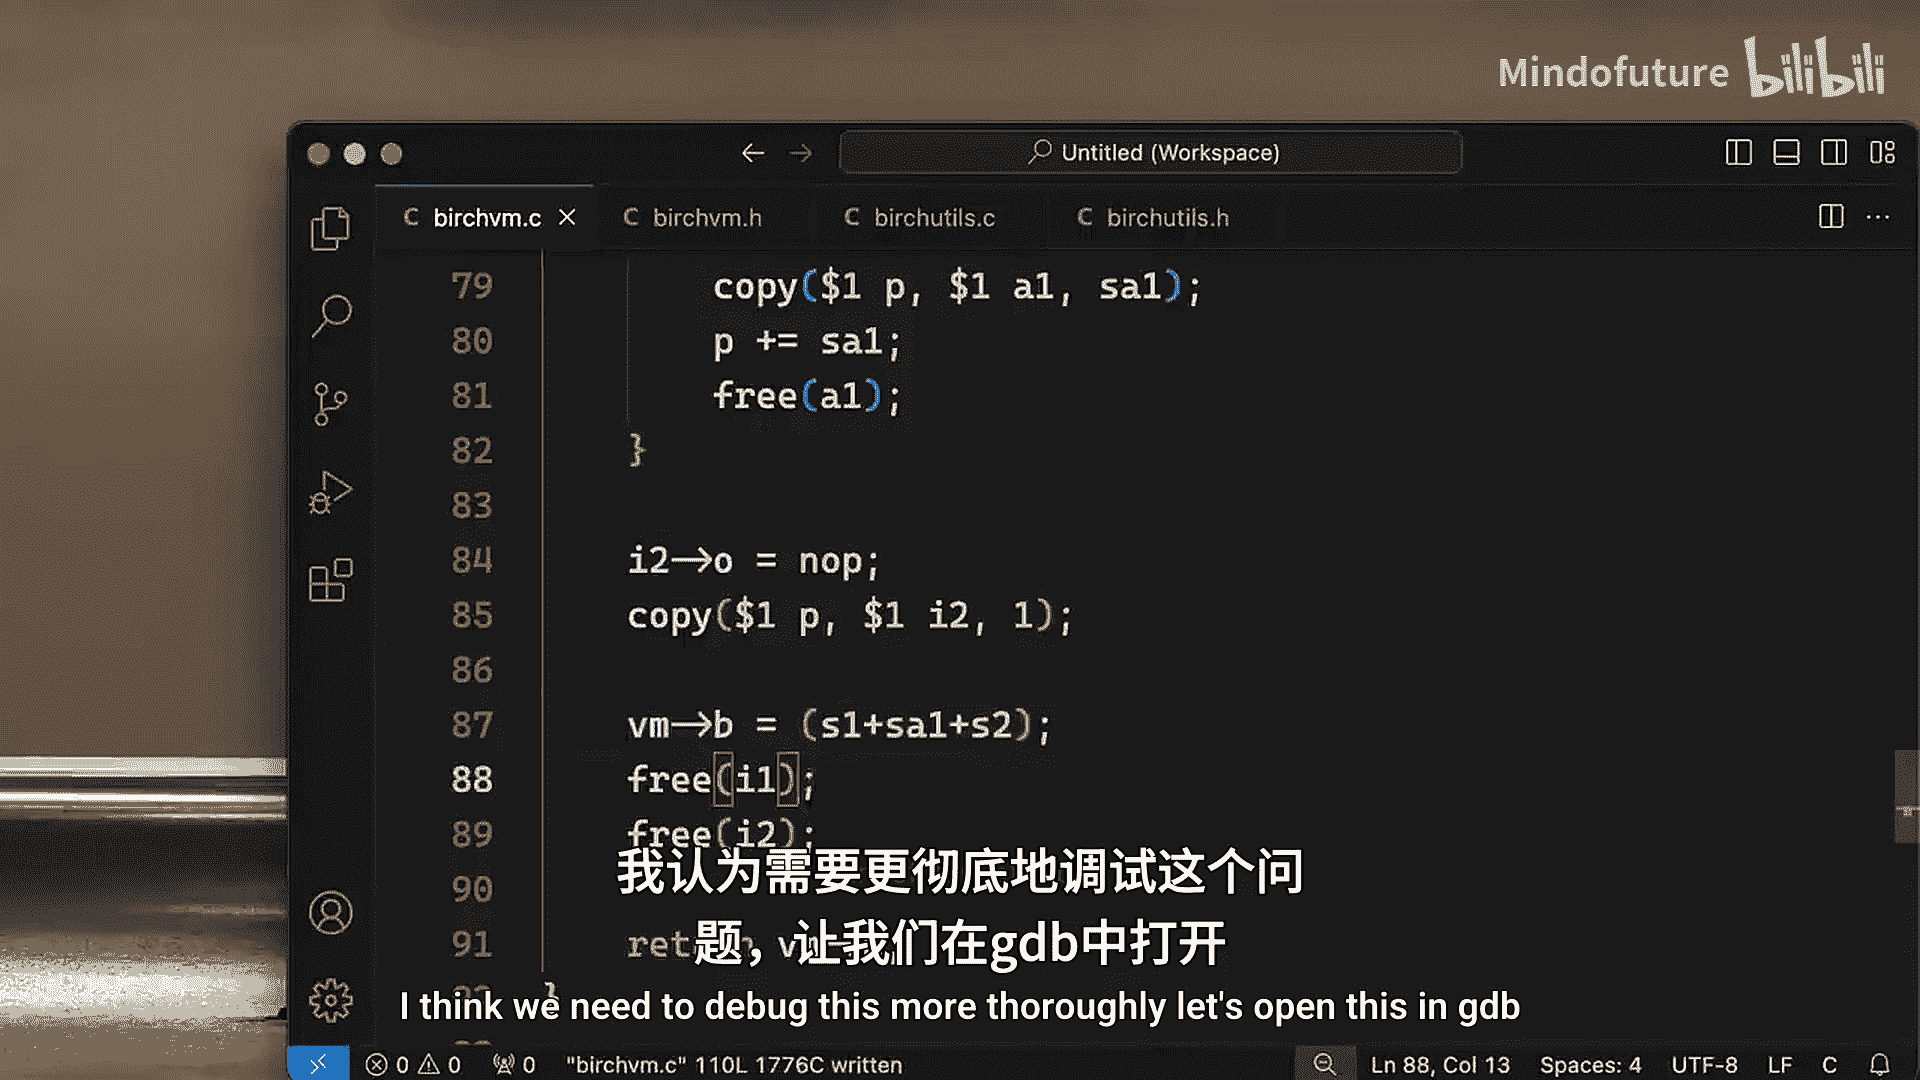 Mindofuture bilibili
Untitled (Workspace)
C birchvm.c
C birchvm.h
C birchutils.c
C birchutils.h
79 copy($1 p, $1 a1, sa1);
80 p += sa1;
81 free(a1);
82 }
83
84 i2->o = nop;
85 copy($1 p, $1 i2, 1);
86
87 vm->b = (s1+sa1+s2);
88 free(i1);
89 free(i2);
90
91
我认为需要更彻底地调试这个问
题，让我们在gdb中打开
I think we need to debug this more thoroughly let's open this in gdb
0 0 0 "birchvm.c" 110L 1776C written Ln 88, Col 13 Spaces: 4 UTF-8 LF C